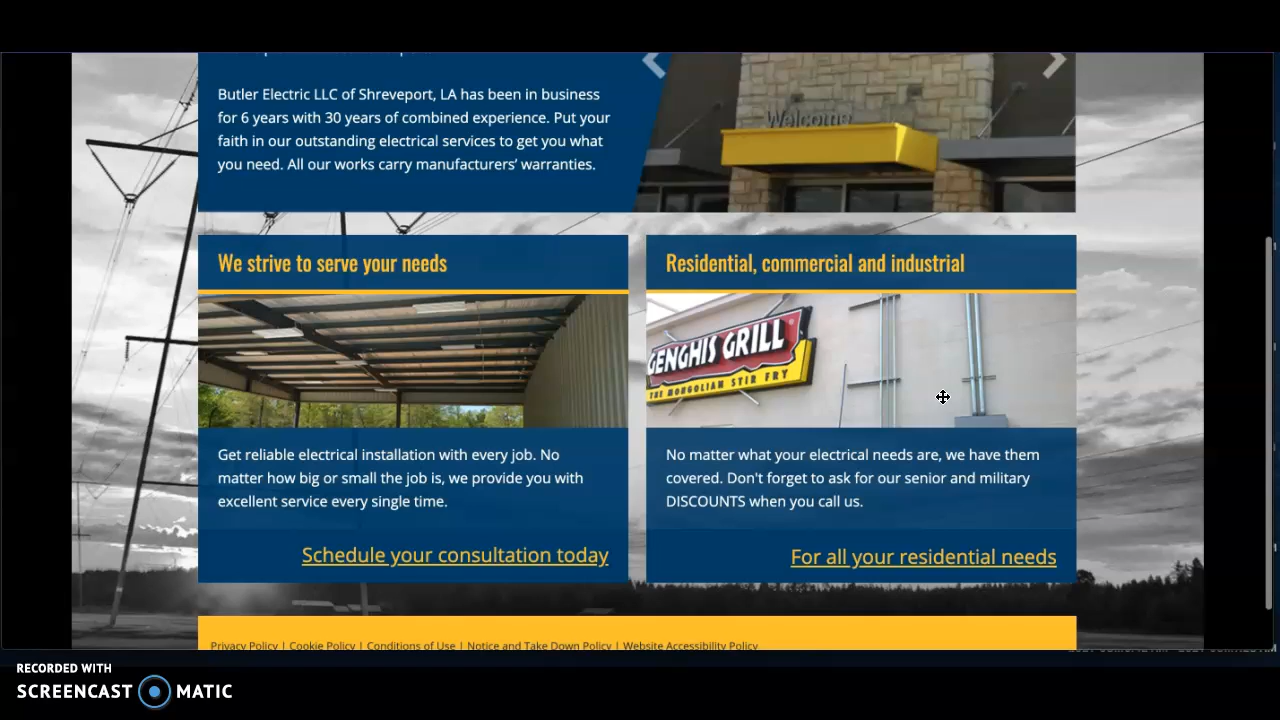 Welcome
Butler Electric LLC of Shreveport, LA has been in business
for 6 years with 30 years of combined experience. Put your
faith in our outstanding electrical services to get you what
you need. All our works carry manufacturers’ warranties.
We strive to serve your needs
Get reliable electrical installation with every job. No
matter how big or small the job is, we provide you with
excellent service every single time.
Schedule your consultation today
Residential, commercial and industrial
GENGHIS GRILL
THE MONGOLIAN STIR FRY
No matter what your electrical needs are, we have them
covered. Don't forget to ask for our senior and military
DISCOUNTS when you call us.
For all your residential needs
Privacy Policy | Cookie Policy | Conditions of Use | Notice and Take Down Policy | Website Accessibility Policy
RECORDED WITH
SCREENCAST MATIC